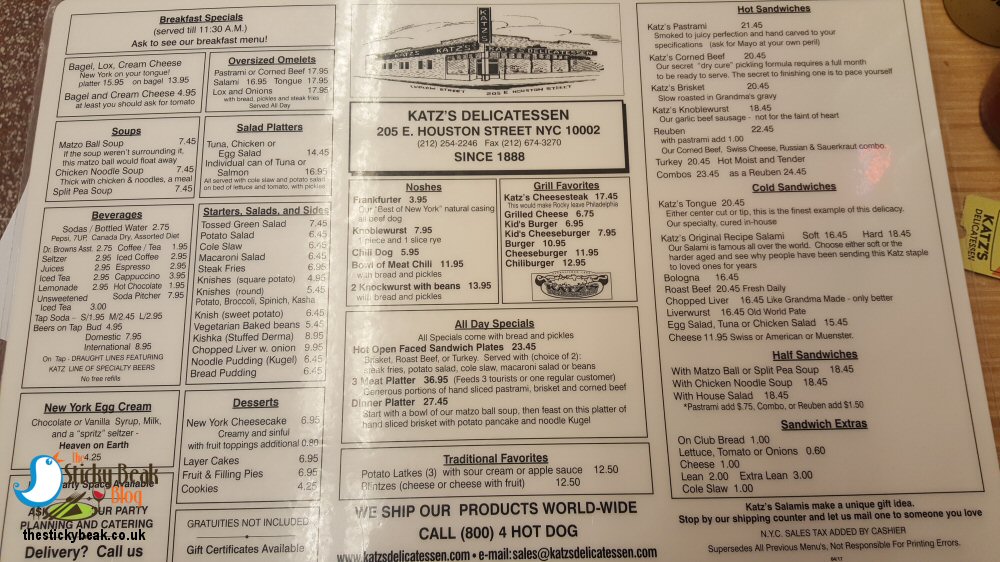 Breakfast Specials
(served till 11:30 A.M.)
Ask to see our breakfast menu!
Bagel, Lox, Cream Cheese
New York on your tongue!
platter 15.95 on bagel 13.95
Bagel and Cream Cheese 4.95
at least you should ask for tomato
Oversized Omelets
Pastrami or Corned Beef 17.95
Salami 16.95 Tongue 17.95
Lox and Onions 17.95
with bread, pickles and steak fries
Served All Day
Soups
Matzo Ball Soup 7.45
If the soup weren't surrounding it,
this matzo ball would float away
Chicken Noodle Soup 7.45
Thick with chicken & noodles, a meal
Split Pea Soup 7.45
Salad Platters
Tuna, Chicken or
Egg Salad 14.45
Individual can of Tuna or
Salmon 16.95
All served with cole slaw and potato salad
on bed of lettuce and tomato, with pickles
Beverages
Sodas / Bottled Water 2.75
Pepsi, 7UP, Canada Dry, Assorted Diet
Dr. Browns Asst. 2.75 Coffee / Tea 1.95
Seltzer 2.95 Iced Coffee 2.95
Juices 2.95 Espresso 2.95
Iced Tea 2.95 Cappuccino 3.95
Lemonade 2.95 Hot Chocolate 1.95
Unsweetened Soda Pitcher 7.95
Iced Tea 3.00
Tap Soda - S/1.95 M/2.45 L/2.95
Beers on Tap Bud 4.95
Domestic 7.95
International 8.95
On Tap - DRAUGHT LINES FEATURING
KATZ LINE OF SPECIALTY BEERS
No free refills
Starters, Salads, and Sides
Tossed Green Salad 7.45
Potato Salad 6.45
Cole Slaw 6.45
Macaroni Salad 6.45
Steak Fries 6.95
Knishes (square potato) 4.95
Knishes (round) 5.45
Potato, Broccoli, Spinich, Kasha
Knish (sweet potato) 6.45
Vegetarian Baked beans 5.45
Kishka (Stuffed Derma) 8.95
Chopped Liver w. onion 9.95
Noodle Pudding (Kugel) 6.45
Bread Pudding 6.45
New York Egg Cream
Chocolate or Vanilla Syrup, Milk,
and a "spritz" seltzer -
Heaven on Earth
4.25
Desserts
New York Cheesecake 6.95
Creamy and sinful
with fruit toppings additional 0.80
Layer Cakes 6.95
Fruit & Filling Pies 6.95
Cookies 4.25
Party Space Available
PARTY
PLANNING AND CATERING
Delivery? Call us
The
Sticky Beak
Blog
thestickybeak.co.uk
GRATUITIES NOT INCLUDED
Gift Certificates Available
KATZ'S
KATZ'S
KATZ'S DELICATESSEN
LUDLOW STREET 205 E. HOUSTON STREET
KATZ'S DELICATESSEN
205 E. HOUSTON STREET NYC 10002
(212) 254-2246 Fax (212) 674-3270
SINCE 1888
Noshes
Frankfurter 3.95
Our "Best of New York" natural casing
all beef dog
Knoblewurst 7.95
1 piece and 1 slice rye
Chili Dog 5.95
Bowl of Meat Chili 11.95
with bread and pickles
2 Knockwurst with beans 13.95
with bread and pickles
Grill Favorites
Katz's Cheesesteak 17.45
This would make Rocky leave Philadelphia
Grilled Cheese 6.75
Kid's Burger 6.95
Kid's Cheeseburger 7.95
Burger 10.95
Cheeseburger 11.95
Chiliburger 12.95
All Day Specials
All Specials come with bread and pickles
Hot Open Faced Sandwich Plates 23.45
Brisket, Roast Beef, or Turkey. Served with (choice of 2):
steak fries, potato salad, cole slaw, macaroni salad or beans
3 Meat Platter 36.95 (Feeds 3 tourists or one regular customer)
Generous portions of hand sliced pastrami, brisket and corned beef
Dinner Platter 27.45
Start with a bowl of our matzo ball soup, then feast on this platter of
hand sliced brisket with potato pancake and noodle Kugel
Traditional Favorites
Potato Latkes (3) with sour cream or apple sauce 12.50
Blintzes (cheese or cheese with fruit) 12.50
WE SHIP OUR PRODUCTS WORLD-WIDE
CALL (800) 4 HOT DOG
www.katzsdelicatessen.com • e-mail:sales@katzsdelicatessen.com
Hot Sandwiches
Katz's Pastrami 21.45
Smoked to juicy perfection and hand carved to your
specifications (ask for Mayo at your own peril)
Katz's Corned Beef 20.45
Our secret "dry cure" pickling formula requires a full month
to be ready to serve. The secret to finishing one is to pace yourself
Katz's Brisket 20.45
Slow roasted in Grandma's gravy
Katz's Knoblewurst 18.45
Our garlic beef sausage - not for the faint of heart
Reuben 22.45
with pastrami add 1.00
Our Corned Beef, Swiss Cheese, Russian & Sauerkraut combo
Turkey 20.45 Hot Moist and Tender
Combos 23.45 as a Reuben 24.45
Cold Sandwiches
Katz's Tongue 20.45
Either center cut or tip, this is the finest example of this delicacy.
Our specialty, cured in-house
Katz's Original Recipe Salami Soft 16.45 Hard 18.45
Our Salami is famous all over the world. Choose either soft or the
harder aged and see why people have been sending this Katz staple
to loved ones for years
Bologna 16.45
Roast Beef 20.45 Fresh Daily
Chopped Liver 16.45 Like Grandma Made - only better
Liverwurst 16.45 Old World Pate
Egg Salad, Tuna or Chicken Salad 15.45
Cheese 11.95 Swiss or American or Muenster.
Half Sandwiches
With Matzo Ball or Split Pea Soup 18.45
With Chicken Noodle Soup 18.45
With House Salad 18.45
*Pastrami add $.75, Combo, or Reuben add $1.50
Sandwich Extras
On Club Bread 1.00
Lettuce, Tomato or Onions 0.60
Cheese 1.00
Lean 2.00 Extra Lean 3.00
Cole Slaw 1.00
Katz's Salamis make a unique gift idea.
Stop by our shipping counter and let us mail one to someone you love
N.Y.C. SALES TAX ADDED BY CASHIER
Supersedes All Previous Menu's, Not Responsible For Printing Errors.
04/17
KATZ'S
DELICATESSEN